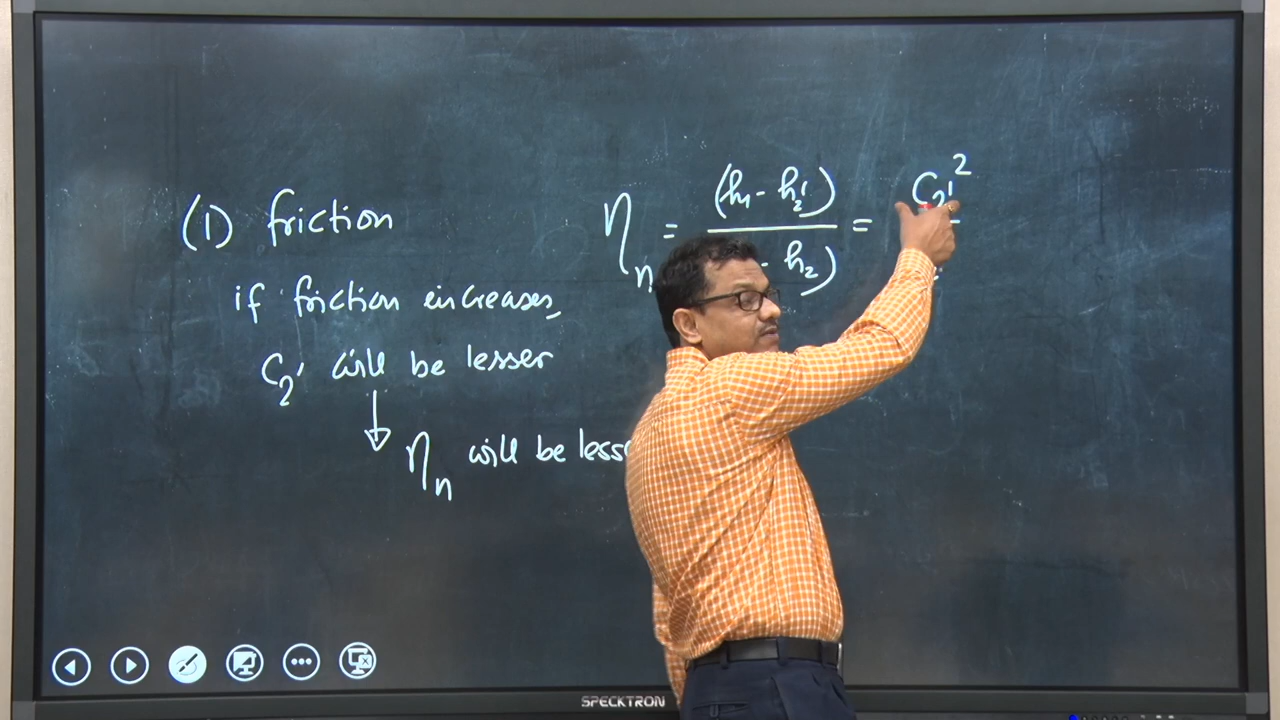 (1) friction
if friction increases,
C₂' will be lesser
↓
ηₙ will be
ηₙ = (h₁ - h₂') / - h₂) = C₂'²
SPECKTRON